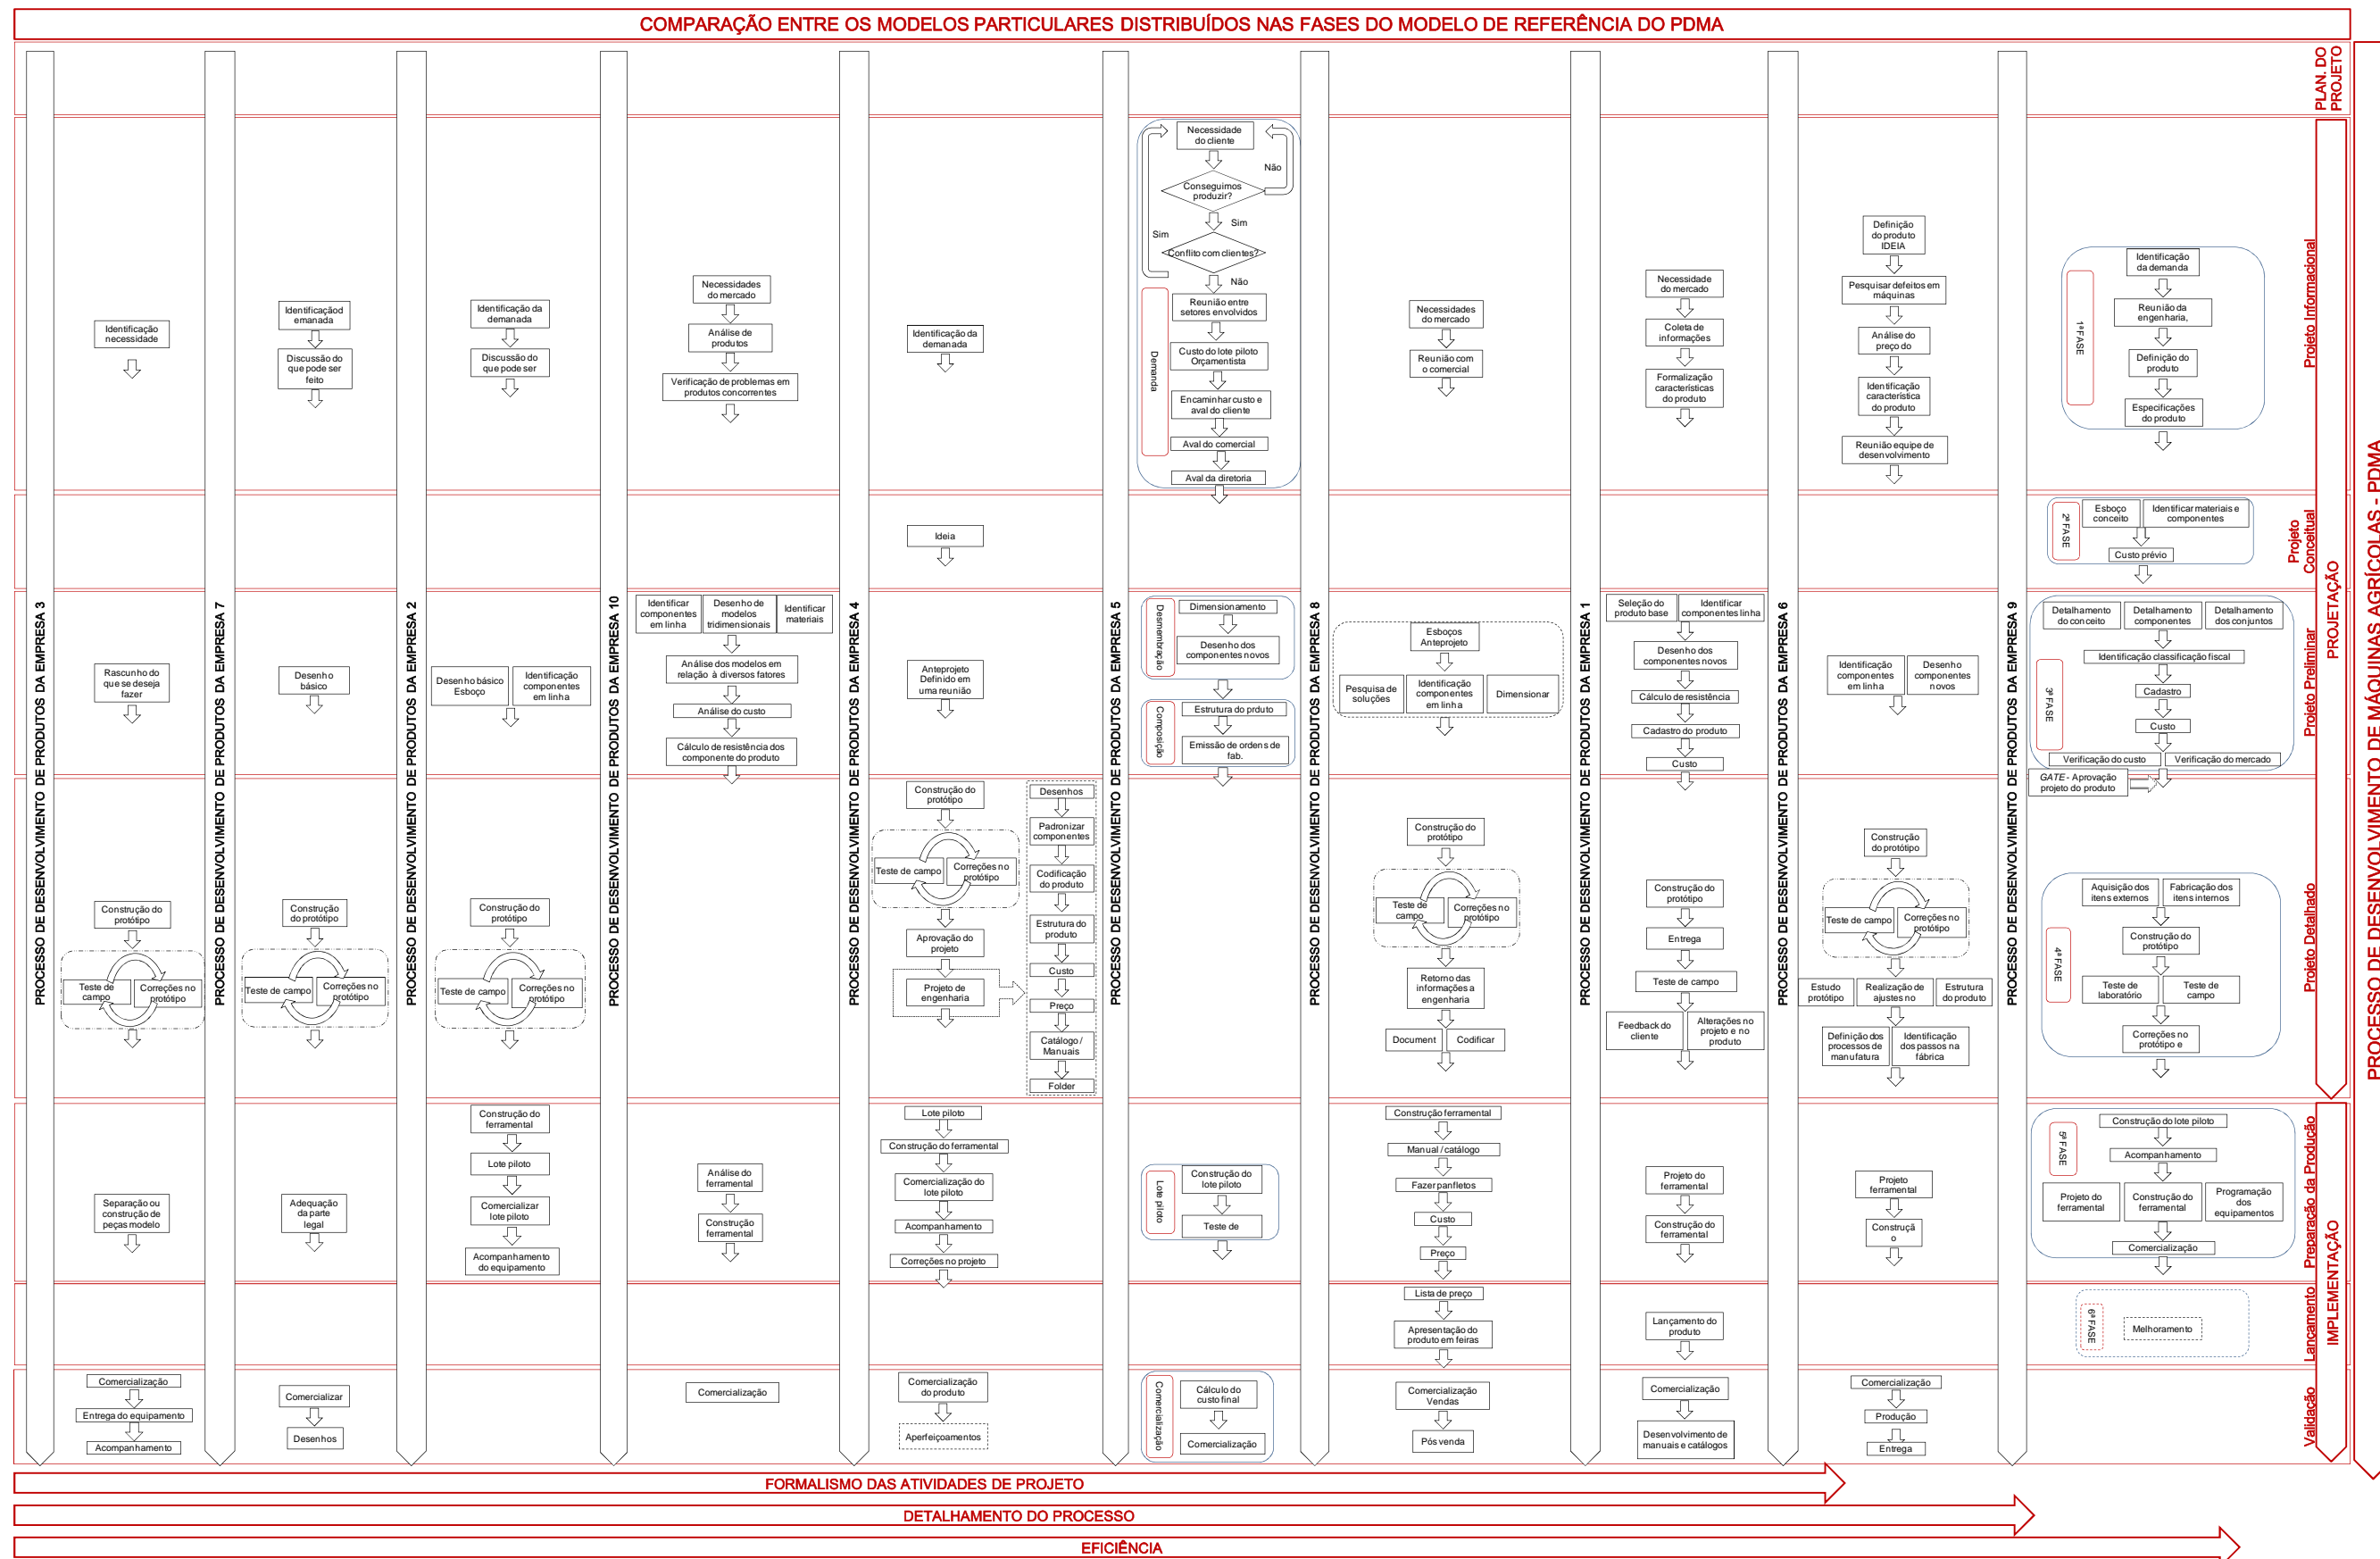 COMPARAÇÃO ENTRE OS MODELOS PARTICULARES DISTRIBUÍDOS NAS FASES DO MODELO DE REFERÊNCIA DO PDMA
PROCESSO DE DESENVOLVIMENTO DE PRODUTOS DA EMPRESA 3
Identificação
necessidade
Rascunho do
que se deseja
fazer
Construção do
protótipo
Teste de
campo
Correções no
protótipo
Separação ou
construção de
peças modelo
Comercialização
Entrega do equipamento
Acompanhamento
PROCESSO DE DESENVOLVIMENTO DE PRODUTOS DA EMPRESA 7
Identificaçãod
emanada
Discussão do
que pode ser
feito
Desenho
básico
Construção
do protótipo
Teste de campo
Correções no
protótipo
Adequação
da parte
legal
Comercializar
Desenhos
PROCESSO DE DESENVOLVIMENTO DE PRODUTOS DA EMPRESA 2
Identificação da
demanada
Discussão do
que pode ser
Desenho básico
Esboço
Identificação
componentes
em linha
Construção do
protótipo
Teste de campo
Correções no
protótipo
Construção do
ferramental
Lote piloto
Comercializar
lote piloto
Acompanhamento
do equipamento
PROCESSO DE DESENVOLVIMENTO DE PRODUTOS DA EMPRESA 10
Necessidades
do mercado
Análise de
produtos
Verificação de problemas em
produtos concorrentes
Identificar
componentes
em linha
Desenho de
modelos
tridimensionais
Identificar
materiais
Análise dos modelos em
relação à diversos fatores
Análise do custo
Cálculo de resistência dos
componente do produto
Análise do
ferramental
Construção
ferramental
Comercialização
PROCESSO DE DESENVOLVIMENTO DE PRODUTOS DA EMPRESA 4
Identificação da
demanada
Ideia
Anteprojeto
Definido em
uma reunião
Construção do
protótipo
Teste de campo
Correções no
protótipo
Aprovação do
projeto
Projeto de
engenharia
Desenhos
Padronizar
componentes
Codificação
do produto
Estrutura do
produto
Custo
Preço
Catálogo /
Manuais
Folder
Lote piloto
Construção do ferramental
Comercialização do
lote piloto
Acompanhamento
Correções no projeto
Comercialização
do produto
Aperfeiçoamentos
PROCESSO DE DESENVOLVIMENTO DE PRODUTOS DA EMPRESA 5
Necessidade
do cliente
Não
Conseguimos
produzir?
Sim
Sim
Conflito com clientes?
Não
Demanda
Reunião entre
setores envolvidos
Custo do lote piloto
Orçamentista
Encaminhar custo e
aval do cliente
Aval do comercial
Aval da diretoria
Desmembração
Dimensionamento
Desenho dos
componentes novos
Composição
Estrutura do prduto
Emissão de ordens de
fab.
Lote piloto
Construção do
lote piloto
Teste de
Comercialização
Cálculo do
custo final
Comercialização
PROCESSO DE DESENVOLVIMENTO DE PRODUTOS DA EMPRESA 8
Necessidades
do mercado
Reunião com
o comercial
Esboços
Anteprojeto
Pesquisa de
soluções
Identificação
componentes
em linha
Dimensionar
Construção do
protótipo
Teste de
campo
Correções no
protótipo
Retorno das
informações a
engenharia
Document
Codificar
Construção ferramental
Manual / catálogo
Fazer panfletos
Custo
Preço
Lista de preço
Apresentação do
produto em feiras
Comercialização
Vendas
Pós venda
PROCESSO DE DESENVOLVIMENTO DE PRODUTOS DA EMPRESA 1
Necessidade
do mercado
Coleta de
informações
Formalização
características
do produto
Seleção do
produto base
Identificar
componentes linha
Desenho dos
componentes novos
Cálculo de resistência
Cadastro do produto
Custo
Construção do
protótipo
Entrega
Teste de campo
Feedback do
cliente
Alterações no
projeto e no
produto
Projeto do
ferramental
Construção do
ferramental
Lançamento do
produto
Comercialização
Desenvolvimento de
manuais e catálogos
PROCESSO DE DESENVOLVIMENTO DE PRODUTOS DA EMPRESA 6
Definição
do produto
IDEIA
Pesquisar defeitos em
máquinas
Análise do
preço do
Identificação
característica
do produto
Reunião equipe de
desenvolvimento
Identificação
componentes
em linha
Desenho
componentes
novos
Construção
do protótipo
Teste de campo
Correções no
protótipo
Estudo
protótipo
Realização de
ajustes no
Estrutura
do produto
Definição dos
processos de
manufatura
Identificação
dos passos na
fábrica
Projeto
ferramental
Construçã
o
Comercialização
Produção
Entrega
PROCESSO DE DESENVOLVIMENTO DE PRODUTOS DA EMPRESA 9
1ª FASE
Identificação
da demanda
Reunião da
engenharia,
Definição do
produto
Especificações
do produto
2ª FASE
Esboço
conceito
Identificar materiais e
componentes
Custo prévio
3ª FASE
Detalhamento
do conceito
Detalhamento
componentes
Detalhamento
dos conjuntos
Identificação classificação fiscal
Cadastro
Custo
Verificação do custo
Verificação do mercado
GATE - Aprovação
projeto do produto
4ª FASE
Aquisição dos
itens externos
Fabricação dos
itens internos
Construção do
protótipo
Teste de
laboratório
Teste de
campo
Correções no
protótipo e
5ª FASE
Construção do lote piloto
Acompanhamento
Projeto do
ferramental
Construção do
ferramental
Programação
dos
equipamentos
Comercialização
6ª FASE
Melhoramento
PLAN. DO
PROJETO
Projeto Informacional
Projeto
Conceitual
Projeto Preliminar
Projeto Detalhado
Preparação da Produção
Lançamento
Validação
PROJETAÇÃO
IMPLEMENTAÇÃO
PROCESSO DE DESENVOLVIMENTO DE MÁQUINAS AGRÍCOLAS - PDMA
FORMALISMO DAS ATIVIDADES DE PROJETO
DETALHAMENTO DO PROCESSO
EFICIÊNCIA